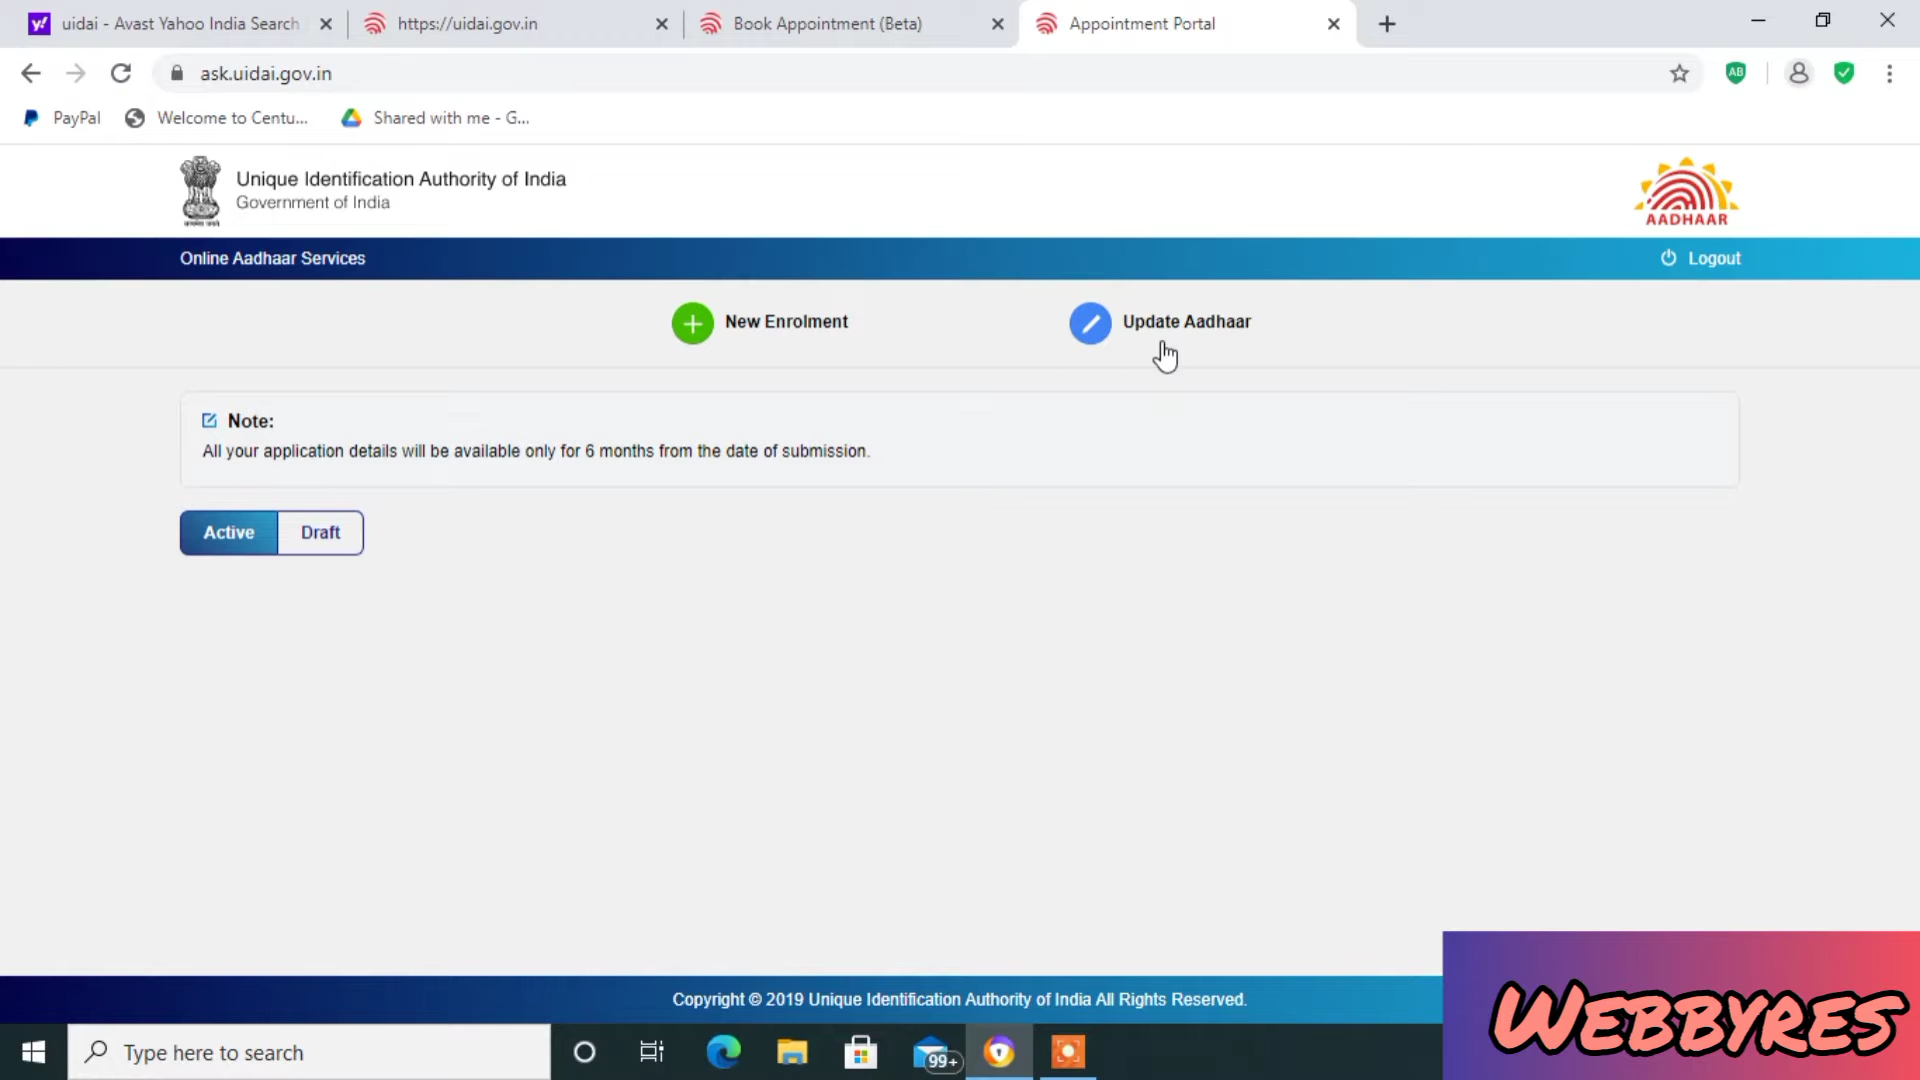 uidai - Avast Yahoo India Search
https://uidai.gov.in
Book Appointment (Beta)
Appointment Portal
ask.uidai.gov.in
AB
PayPal
Welcome to Centu...
Shared with me - G...
Unique Identification Authority of India
Government of India
AADHAAR
Online Aadhaar Services
Logout
New Enrolment
Update Aadhaar
Note:
All your application details will be available only for 6 months from the date of submission.
Active
Draft
Copyright © 2019 Unique Identification Authority of India All Rights Reserved.
Type here to search
99+
WEBBYRES